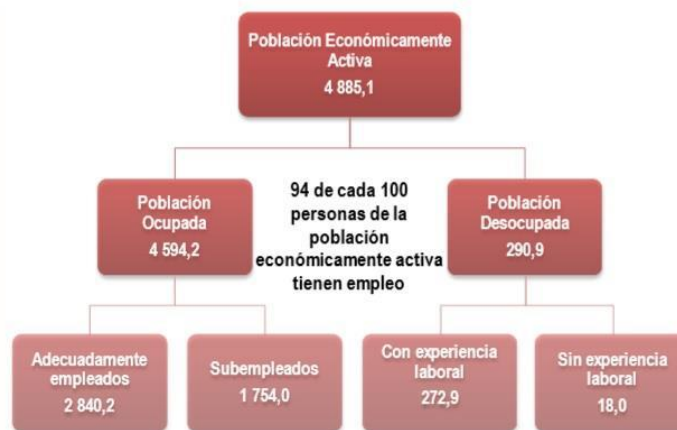 Población Económicamente
Activa
4 885,1
Población
Ocupada
4 594,2
94 de cada 100
personas de la
población
económicamente activa
tienen empleo
Población
Desocupada
290,9
Adecuadamente
empleados
2 840,2
Subempleados
1 754,0
Con experiencia
laboral
272,9
Sin experiencia
laboral
18,0